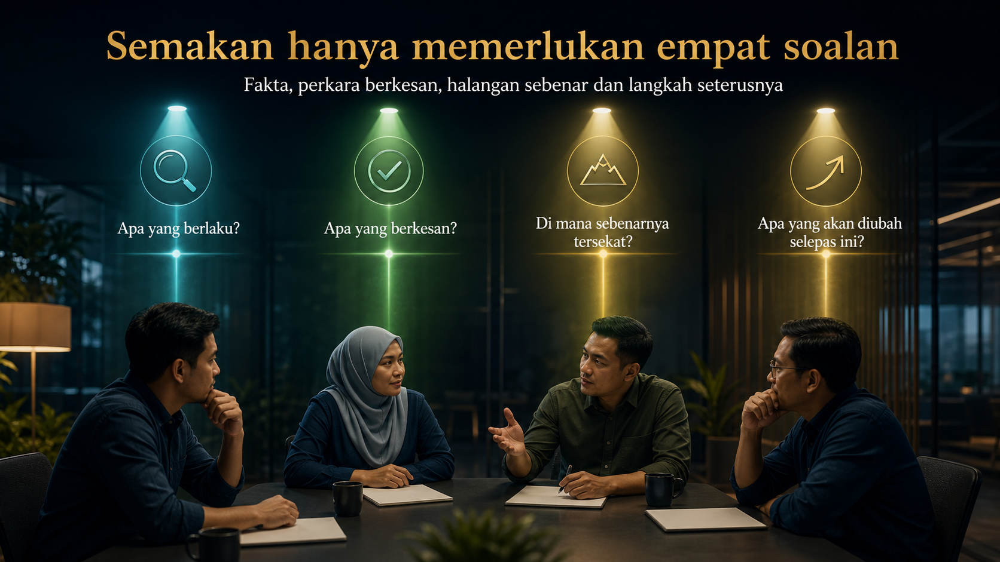 Semakan hanya memerlukan empat soalan
Fakta, perkara berkesan, halangan sebenar dan langkah seterusnya
Apa yang berlaku?
Apa yang berkesan?
Di mana sebenarnya
tersekat?
Apa yang akan diubah
selepas ini?